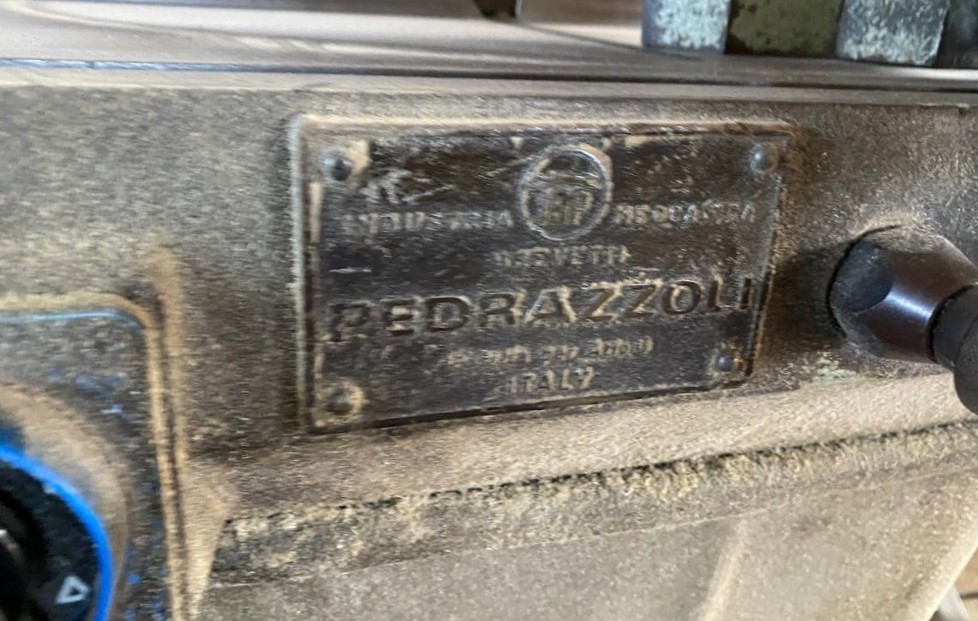 INDUSTRIA MECCANICA
BREVETTI
PEDRAZZOLI
ITALY